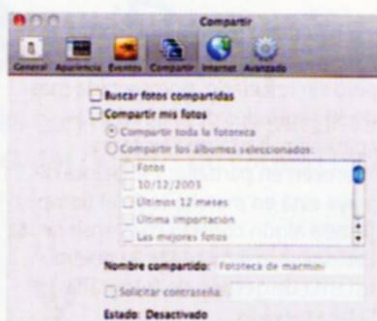 Compartir
General Apariencia Eventos Compartir Internet Avanzado
Buscar fotos compartidas
Compartir mis fotos
Compartir toda la fototeca
Compartir los álbumes seleccionados:
Fotos
10/12/2003
Últimos 12 meses
Última importación
Las mejores fotos
Nombre compartido: Fototeca de macmay
Solicitar contraseña:
Estado: Desactivado